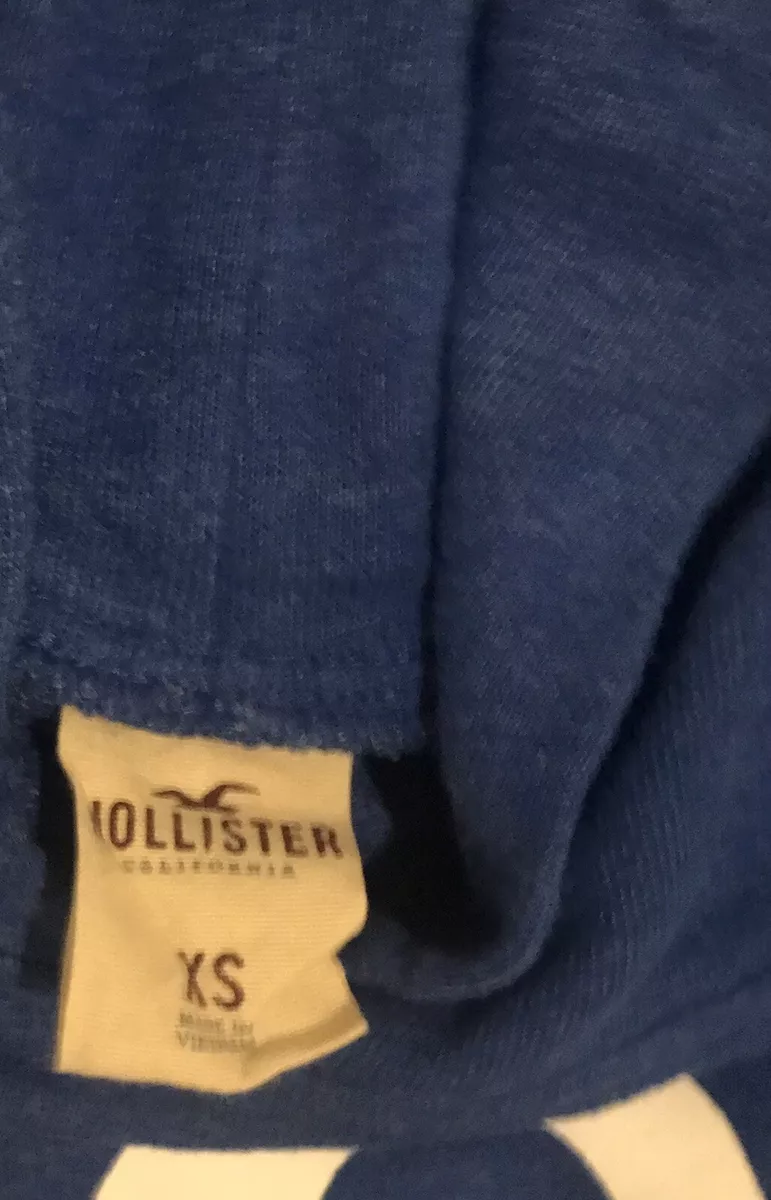 HOLLISTER
CALIFORNIA
XS
MADE IN
VIETNAM